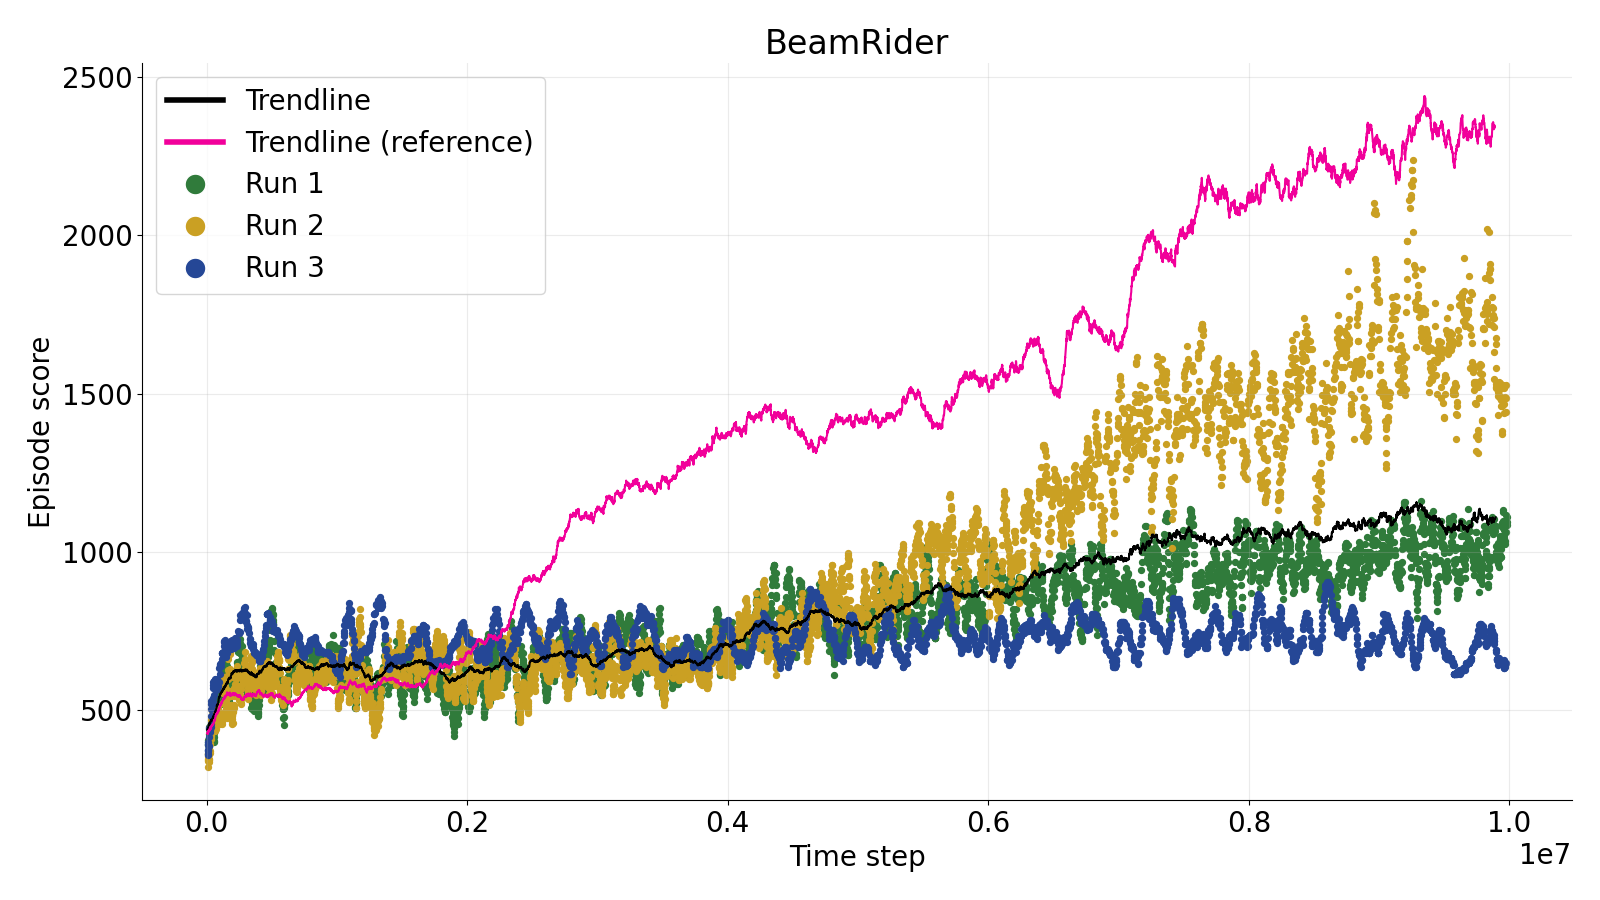 BeamRider
Trendline
Trendline (reference)
Run 1
Run 2
Run 3
Episode score
2500
2000
1500
1000
500
0.0
0.2
0.4
0.6
0.8
1.0
1e7
Time step